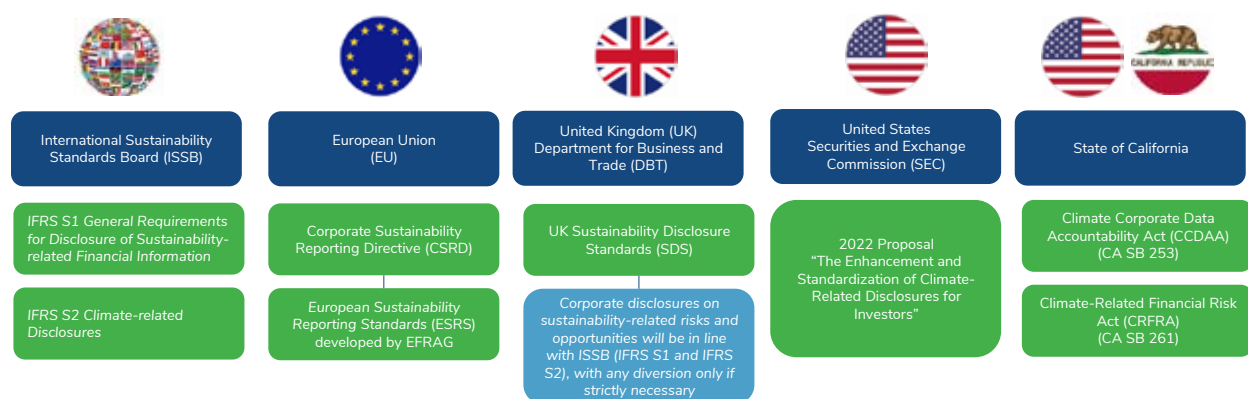 CALIFORNIA REPUBLIC
International Sustainability
Standards Board (ISSB)
European Union
(EU)
United Kingdom (UK)
Department for Business and
Trade (DBT)
United States
Securities and Exchange
Commission (SEC)
State of California
IFRS S1 General Requirements
for Disclosure of Sustainability-
related Financial Information
IFRS S2 Climate-related
Disclosures
Corporate Sustainability
Reporting Directive (CSRD)
European Sustainability
Reporting Standards (ESRS)
developed by EFRAG
UK Sustainability Disclosure
Standards (SDS)
Corporate disclosures on
sustainability-related risks and
opportunities will be in line
with ISSB (IFRS S1 and IFRS
S2), with any diversion only if
strictly necessary
2022 Proposal
“The Enhancement and
Standardization of Climate-
Related Disclosures for
Investors”
Climate Corporate Data
Accountability Act (CCDAA)
(CA SB 253)
Climate-Related Financial Risk
Act (CRFRA)
(CA SB 261)